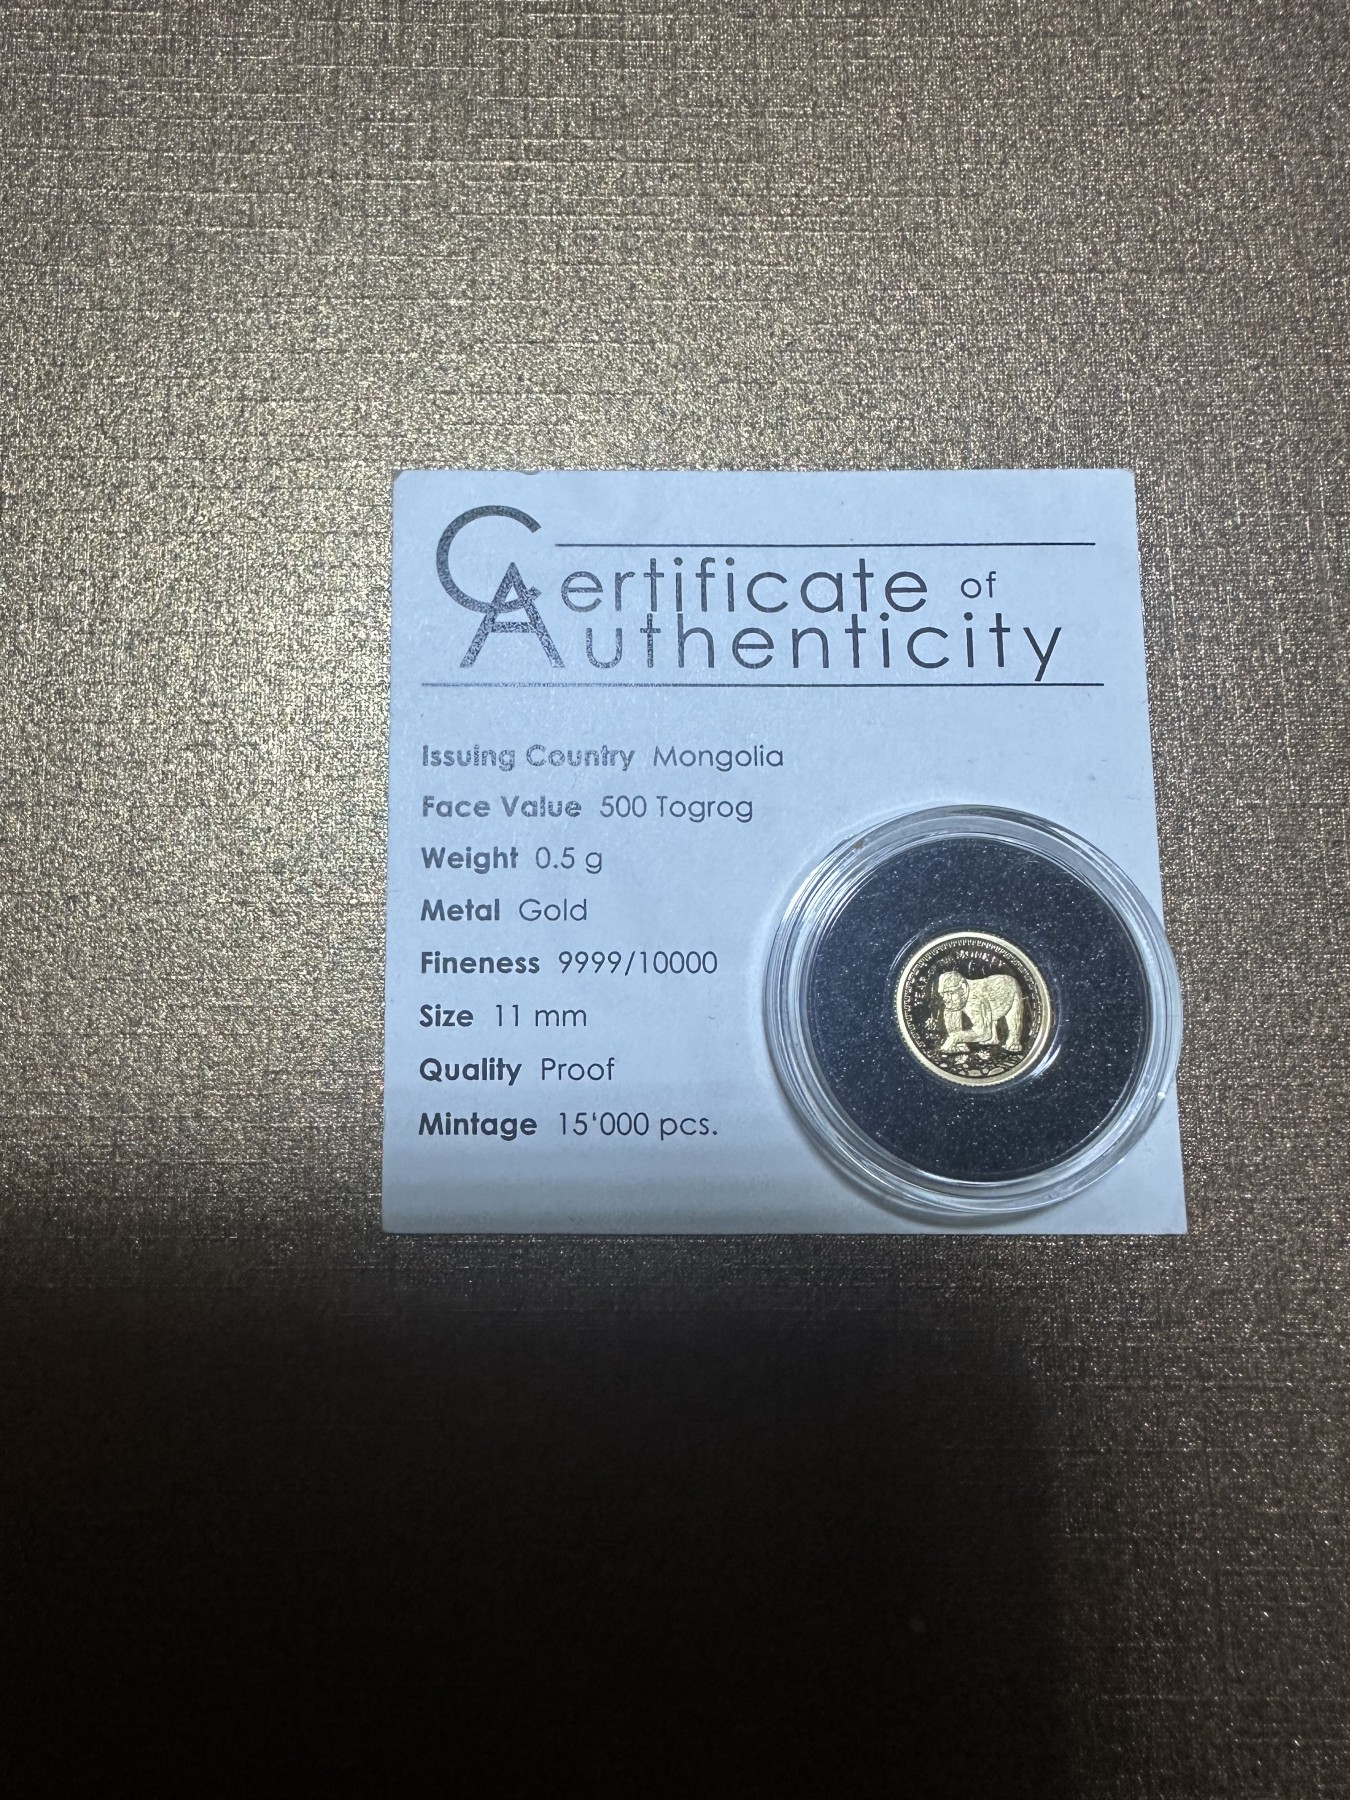 Certificate of
Authenticity
Issuing Country Mongolia
Face Value 500 Togrog
Weight 0.5 g
Metal Gold
Fineness 9999/10000
Size 11 mm
Quality Proof
Mintage 15‘000 pcs.
YEAR